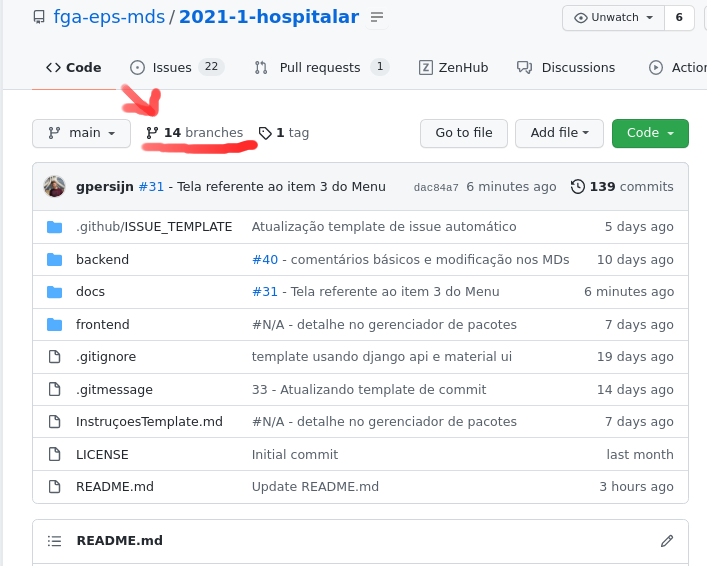 fga-eps-mds / 2021-1-hospitalar
Unwatch 6
Code Issues 22 Pull requests 1 ZenHub Discussions Action
main 14 branches 1 tag Go to file Add file Code
gpersijn #31 - Tela referente ao item 3 do Menu dac84a7 6 minutes ago 139 commits
.github/ISSUE_TEMPLATE Atualização template de issue automático 5 days ago
backend #40 - comentários básicos e modificação nos MDs 10 days ago
docs #31 - Tela referente ao item 3 do Menu 6 minutes ago
frontend #N/A - detalhe no gerenciador de pacotes 7 days ago
.gitignore template usando django api e material ui 19 days ago
.gitmessage 33 - Atualizando template de commit 14 days ago
InstruçoesTemplate.md #N/A - detalhe no gerenciador de pacotes 7 days ago
LICENSE Initial commit last month
README.md Update README.md 3 hours ago
README.md